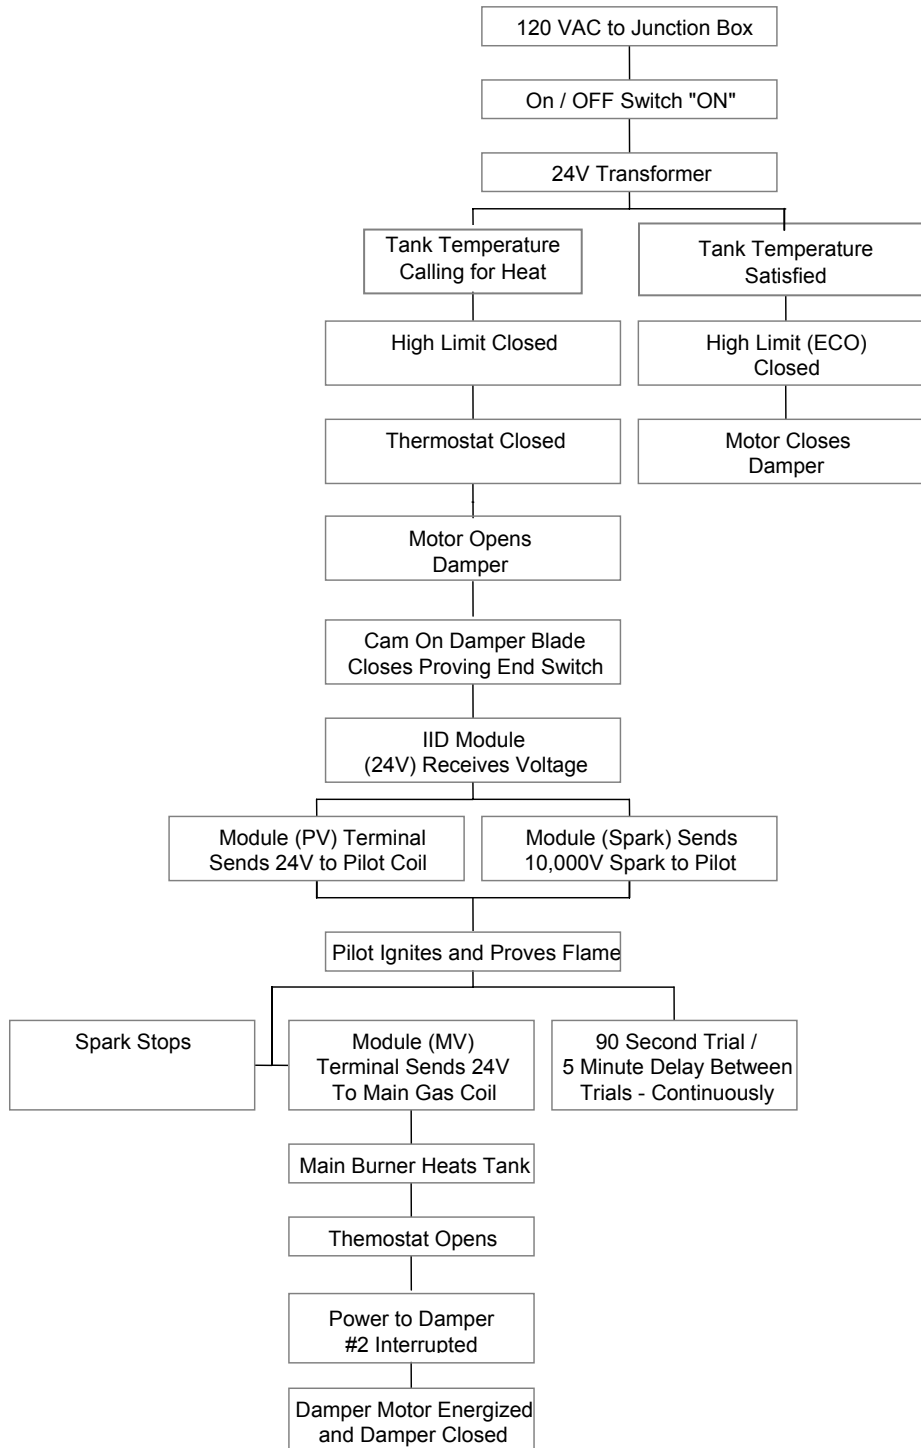 120 VAC to Junction Box
On / OFF Switch "ON"
24V Transformer
Tank Temperature
Calling for Heat
Tank Temperature
Satisfied
High Limit Closed
High Limit (ECO)
Closed
Thermostat Closed
Motor Closes
Damper
Motor Opens
Damper
Cam On Damper Blade
Closes Proving End Switch
IID Module
(24V) Receives Voltage
Module (PV) Terminal
Sends 24V to Pilot Coil
Module (Spark) Sends
10,000V Spark to Pilot
Pilot Ignites and Proves Flame
Spark Stops
Module (MV)
Terminal Sends 24V
To Main Gas Coil
90 Second Trial /
5 Minute Delay Between
Trials - Continuously
Main Burner Heats Tank
Themostat Opens
Power to Damper
#2 Interrupted
Damper Motor Energized
and Damper Closed